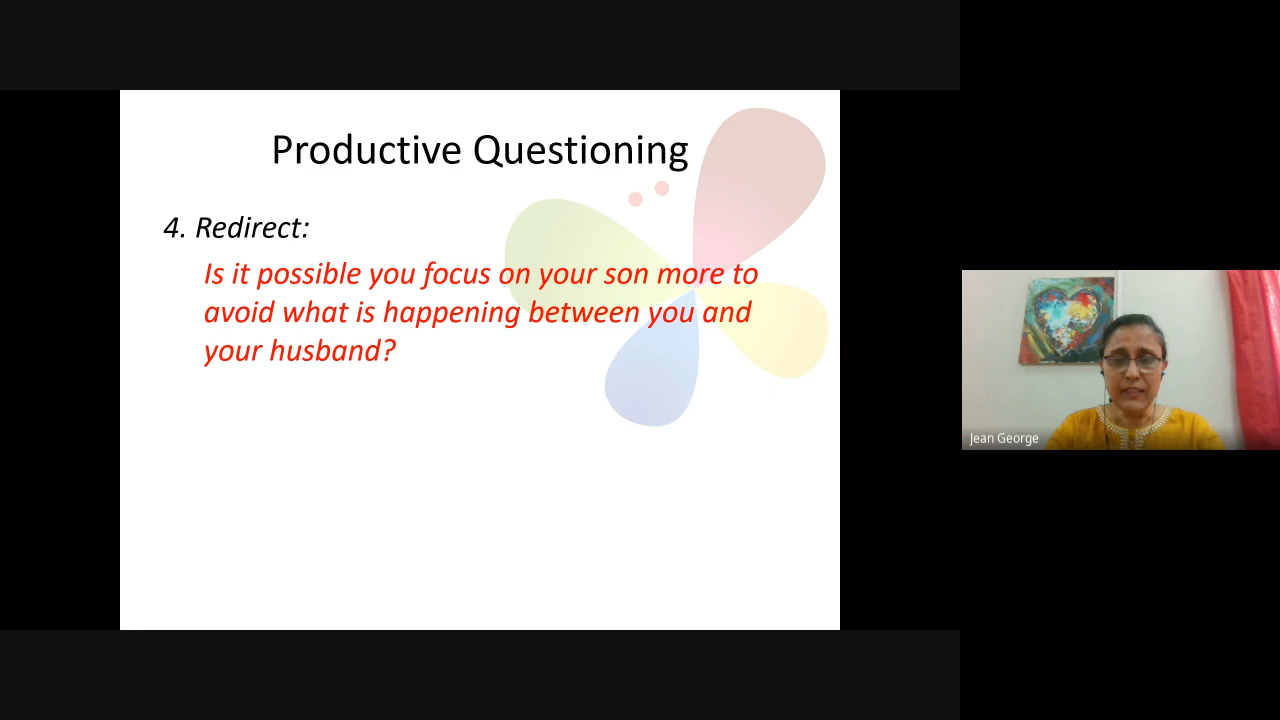 Productive Questioning
4. Redirect:
Is it possible you focus on your son more to
avoid what is happening between you and
your husband?
Jean George